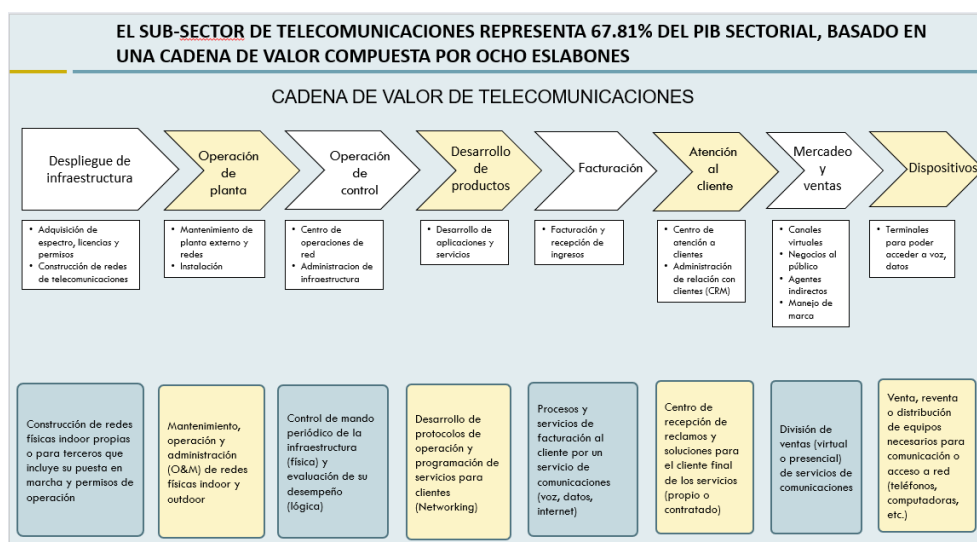 EL SUB-SECTOR DE TELECOMUNICACIONES REPRESENTA 67.81% DEL PIB SECTORIAL, BASADO EN
UNA CADENA DE VALOR COMPUESTA POR OCHO ESLABONES
CADENA DE VALOR DE TELECOMUNICACIONES
Despliegue de
infraestructura
Operación
de
planta
Operación
de
control
Desarrollo
de
productos
Facturación
Atención
al
cliente
Mercadeo
y
ventas
Dispositivos
• Adquisición de
espectro, licencias y
permisos
• Construcción de redes
de telecomunicaciones
• Mantenimiento de
planta externo y
redes
• Instalación
• Centro de
operaciones de
red
• Administracion de
infraestructura
• Desarrollo de
aplicaciones y
servicios
• Facturación y
recepción de
ingresos
• Centro de
atención a
clientes
• Administración
de relación con
clientes (CRM)
• Canales
virtuales
• Negocios al
público
• Agentes
indirectos
• Manejo de
marca
• Terminales
para poder
acceder a voz,
datos
Construcción de redes
físicas indoor propias
o para terceros que
incluye su puesta en
marcha y permisos de
operación
Mantenimiento,
operación y
administración
(O&M) de redes
físicas indoor y
outdoor
Control de mando
periódico de la
infraestructura
(física) y
evaluación de su
desempeño
(lógica)
Desarrollo de
protocolos de
operación y
programación de
servicios para
clientes
(Networking)
Procesos y
servicios de
facturación al
cliente por un
servicio de
comunicaciones
(voz, datos,
internet)
Centro de
recepción de
reclamos y
soluciones para
el cliente final
de los servicios
(propio o
contratado)
División de
ventas (virtual
o presencial)
de servicios de
comunicaciones
Venta, reventa
o distribución
de equipos
necesarios para
comunicación o
acceso a red
(teléfonos,
computadoras,
etc.)